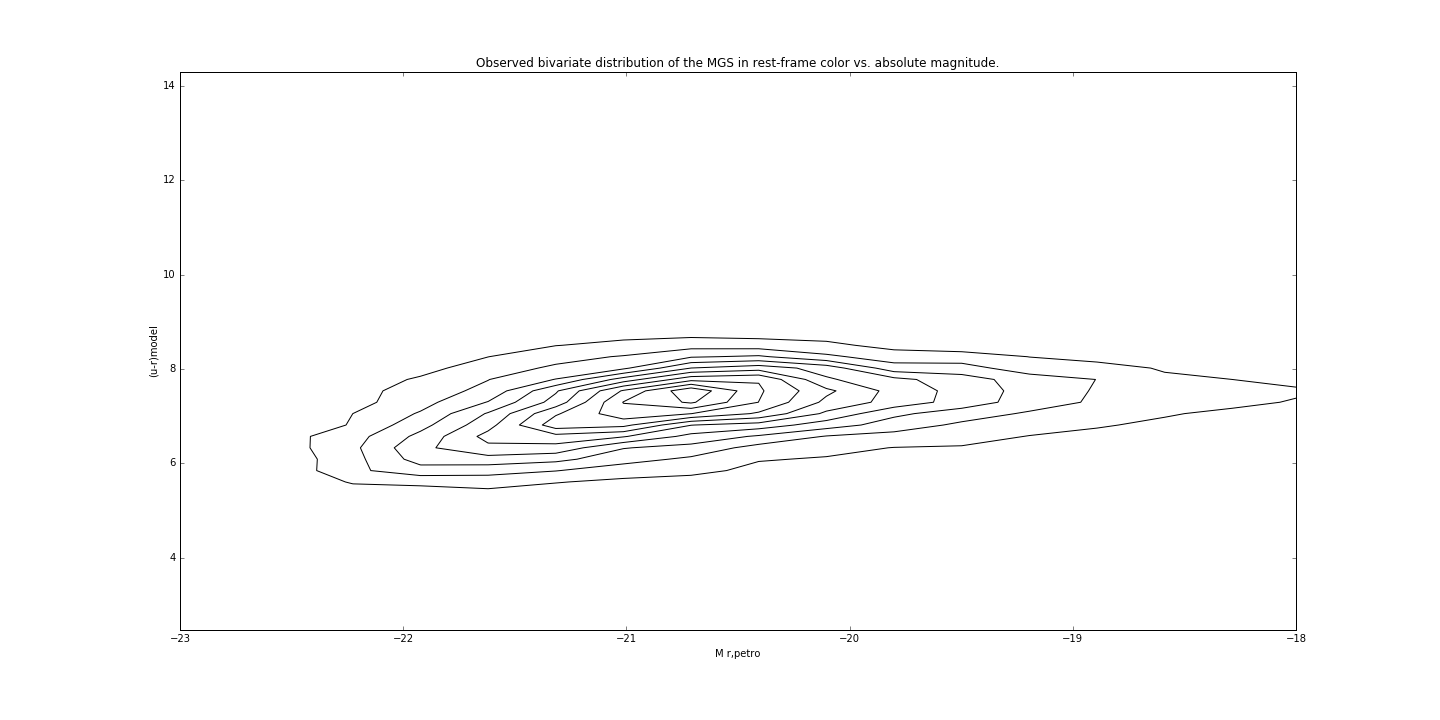 Observed bivariate distribution of the MGS in rest-frame color vs. absolute magnitude.
14
12
10
8
6
4
(u-r)model
−23 −22 −21 −20 −19 −18
M r,petro